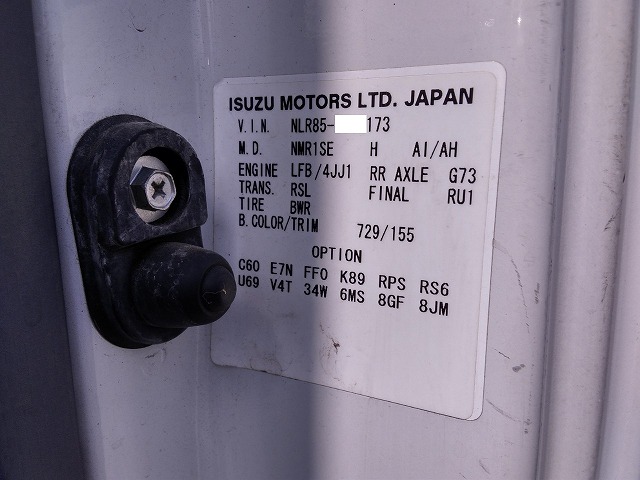 ISUZU MOTORS LTD. JAPAN
V.I.N. NLR85- 173
M.D. NMR1SE H AI/AH
ENGINE LFB/4JJ1 RR AXLE G73
TRANS. RSL FINAL RU1
TIRE BWR
B.COLOR/TRIM 729/155
OPTION
C60 E7N FF0 K89 RPS RS6
U69 V4T 34W 6MS 8GF 8JM